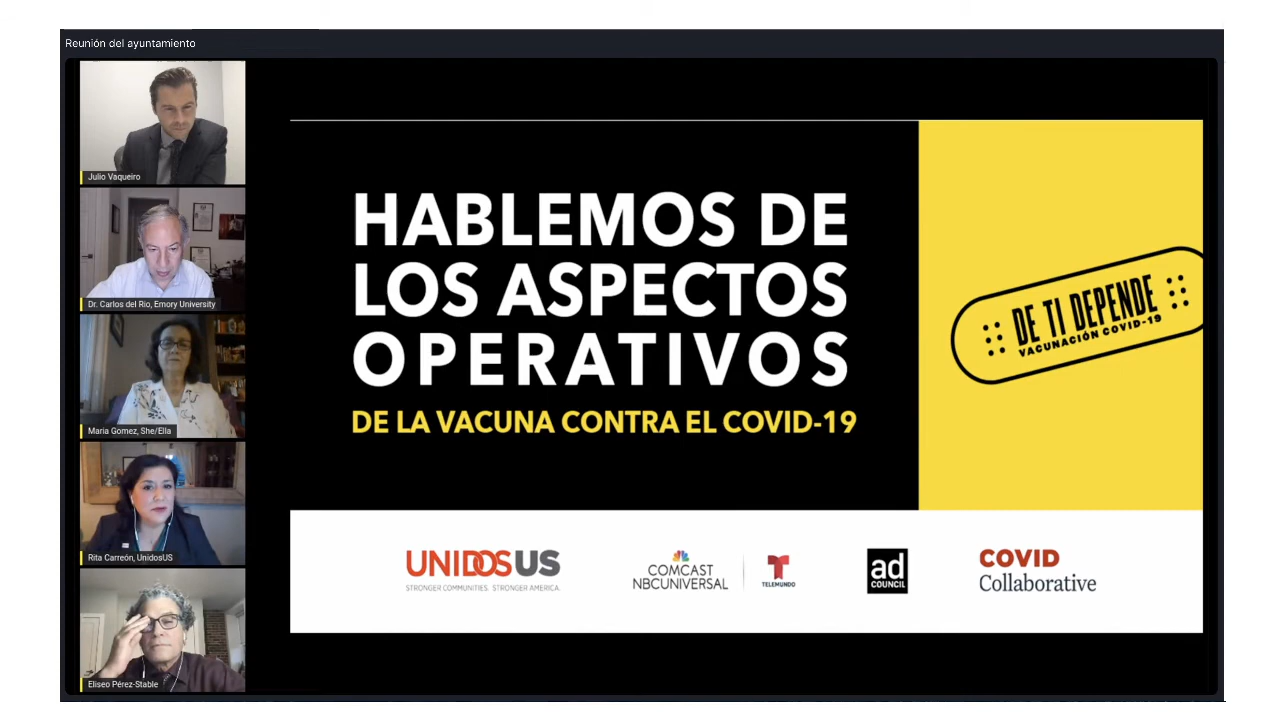 Reunión del ayuntamiento
Julio Vaqueiro
Dr. Carlos del Rio, Emory University
Maria Gomez, She/Ella
Rita Carreón, UnidosUS
Eliseo Pérez-Stable
HABLEMOS DE
LOS ASPECTOS
OPERATIVOS
DE LA VACUNA CONTRA EL COVID-19
DE TI DEPENDE
VACUNACIÓN COVID-19
UNIDOSUS
STRONGER COMMUNITIES. STRONGER AMERICA.
COMCAST
NBCUNIVERSAL
TELEMUNDO
ad
COUNCIL
COVID
Collaborative